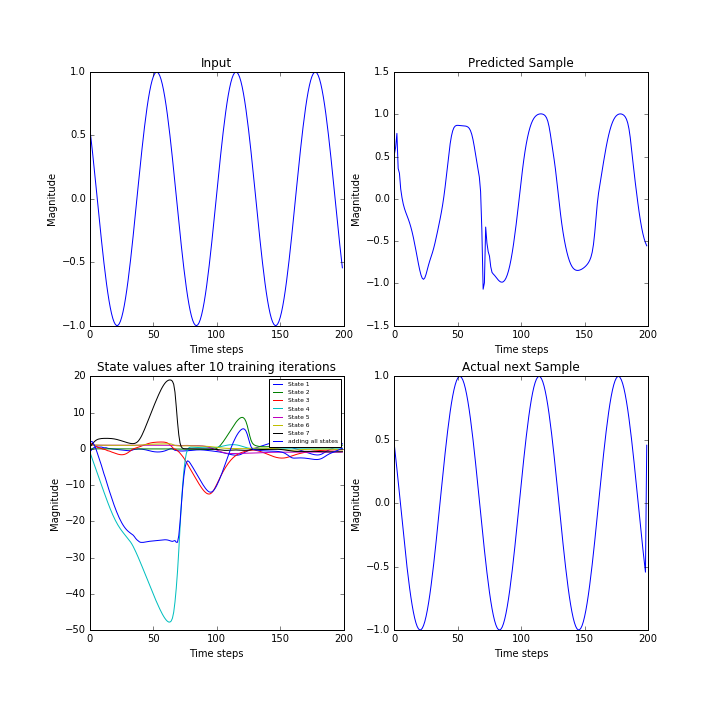 Input
1.0
0.5
0.0
−0.5
−1.0
Magnitude
0 50 100 150 200
Time steps
Predicted Sample
1.5
1.0
0.5
0.0
−0.5
−1.0
−1.5
Magnitude
0 50 100 150 200
Time steps
State values after 10 training iterations
20
10
0
−10
−20
−30
−40
−50
Magnitude
State 1
State 2
State 3
State 4
State 5
State 6
State 7
adding all states
0 50 100 150 200
Time steps
Actual next Sample
1.0
0.5
0.0
−0.5
−1.0
Magnitude
0 50 100 150 200
Time steps